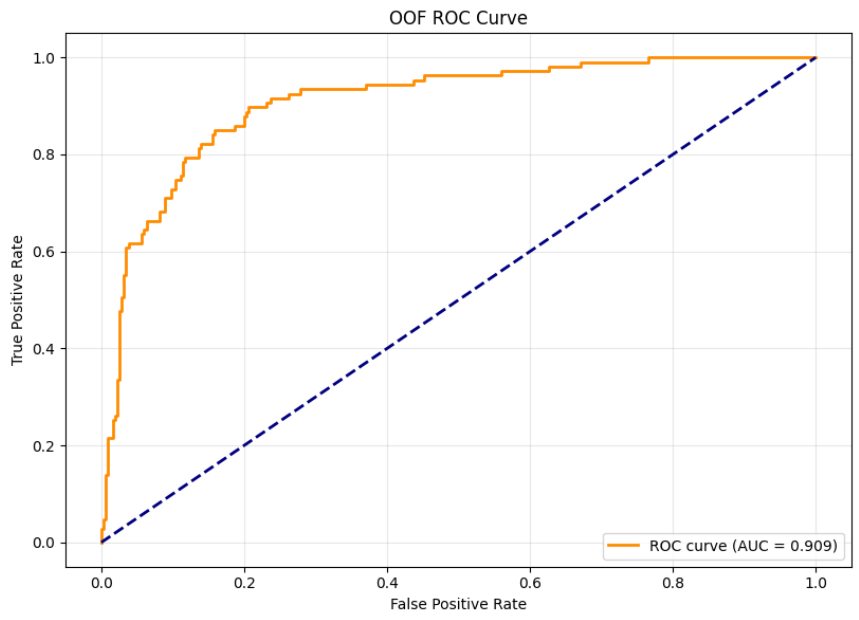 OOF ROC Curve
True Positive Rate
1.0
0.8
0.6
0.4
0.2
0.0
ROC curve (AUC = 0.909)
0.0 0.2 0.4 0.6 0.8 1.0
False Positive Rate